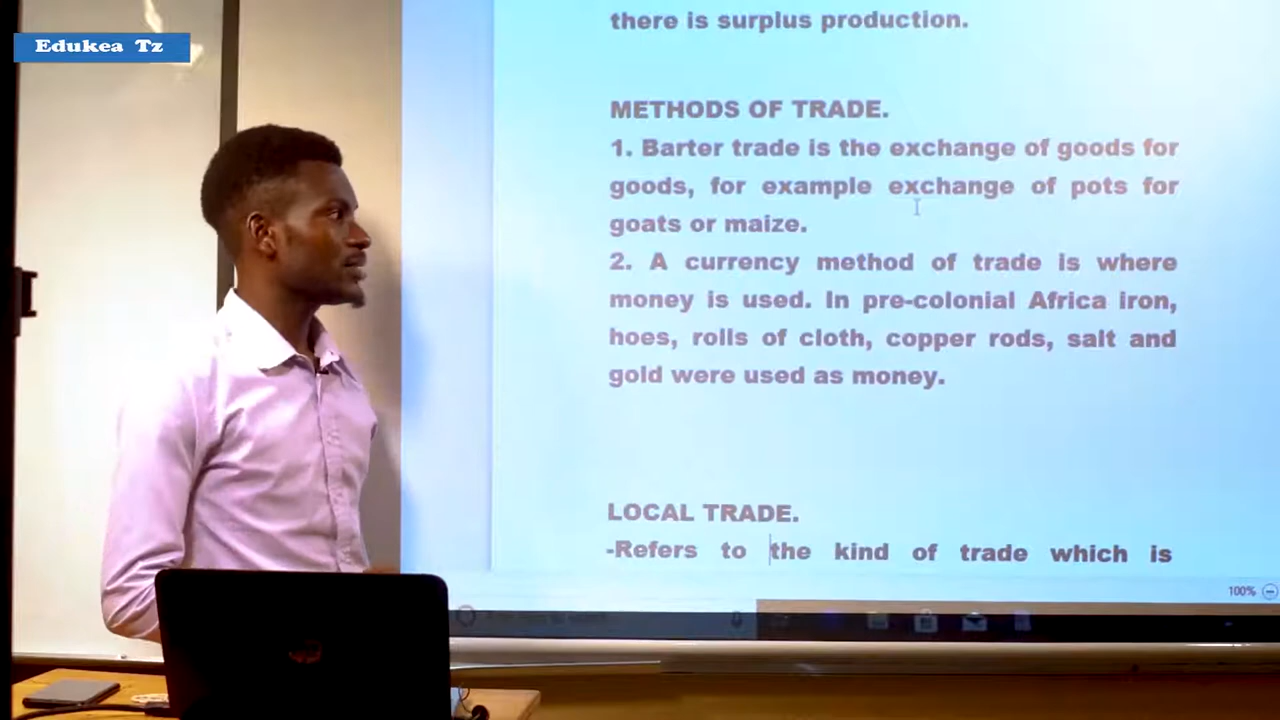 Edukea Tz
there is surplus production.
METHODS OF TRADE.
1. Barter trade is the exchange of goods for
goods, for example exchange of pots for
goats or maize.
2. A currency method of trade is where
money is used. In pre-colonial Africa iron,
hoes, rolls of cloth, copper rods, salt and
gold were used as money.
LOCAL TRADE.
-Refers to the kind of trade which is
100%